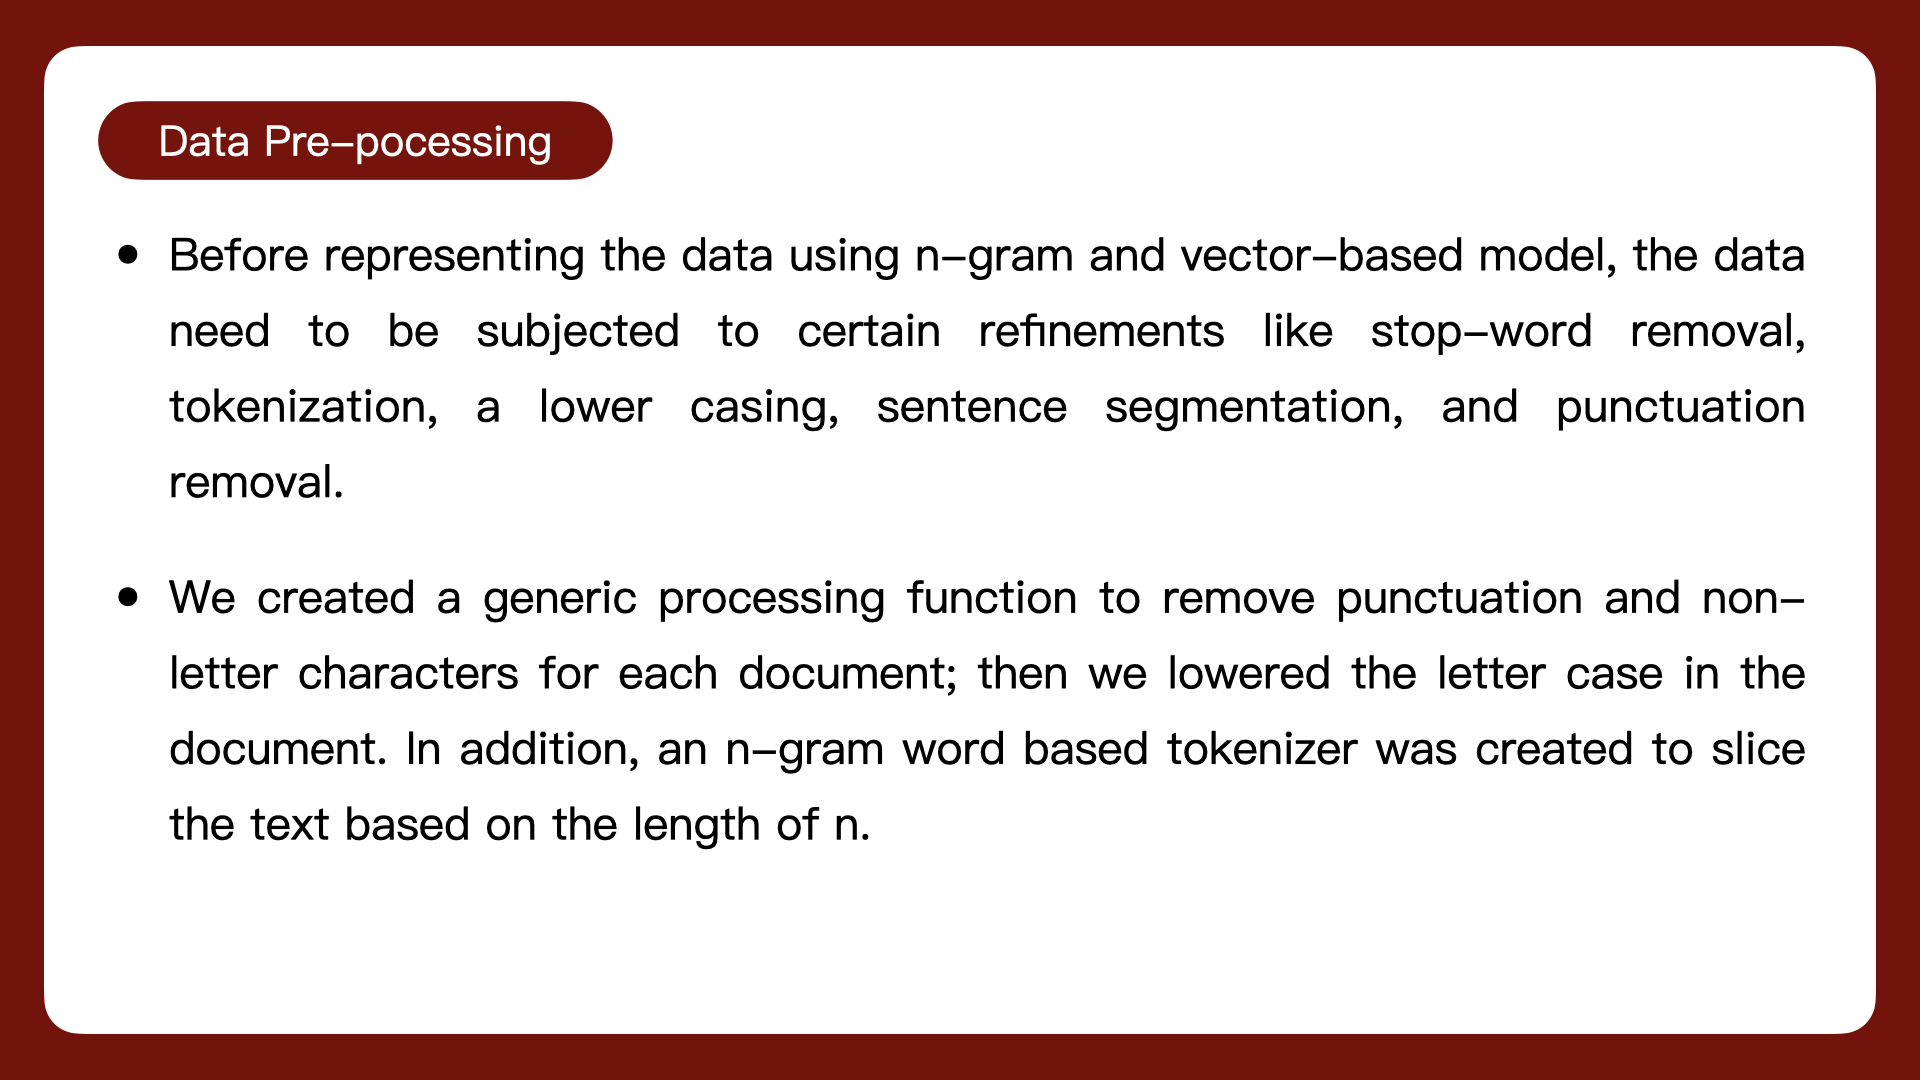 Data Pre-pocessing
• Before representing the data using n-gram and vector-based model, the data
need to be subjected to certain refinements like stop-word removal,
tokenization, a lower casing, sentence segmentation, and punctuation
removal.
• We created a generic processing function to remove punctuation and non-
letter characters for each document; then we lowered the letter case in the
document. In addition, an n-gram word based tokenizer was created to slice
the text based on the length of n.